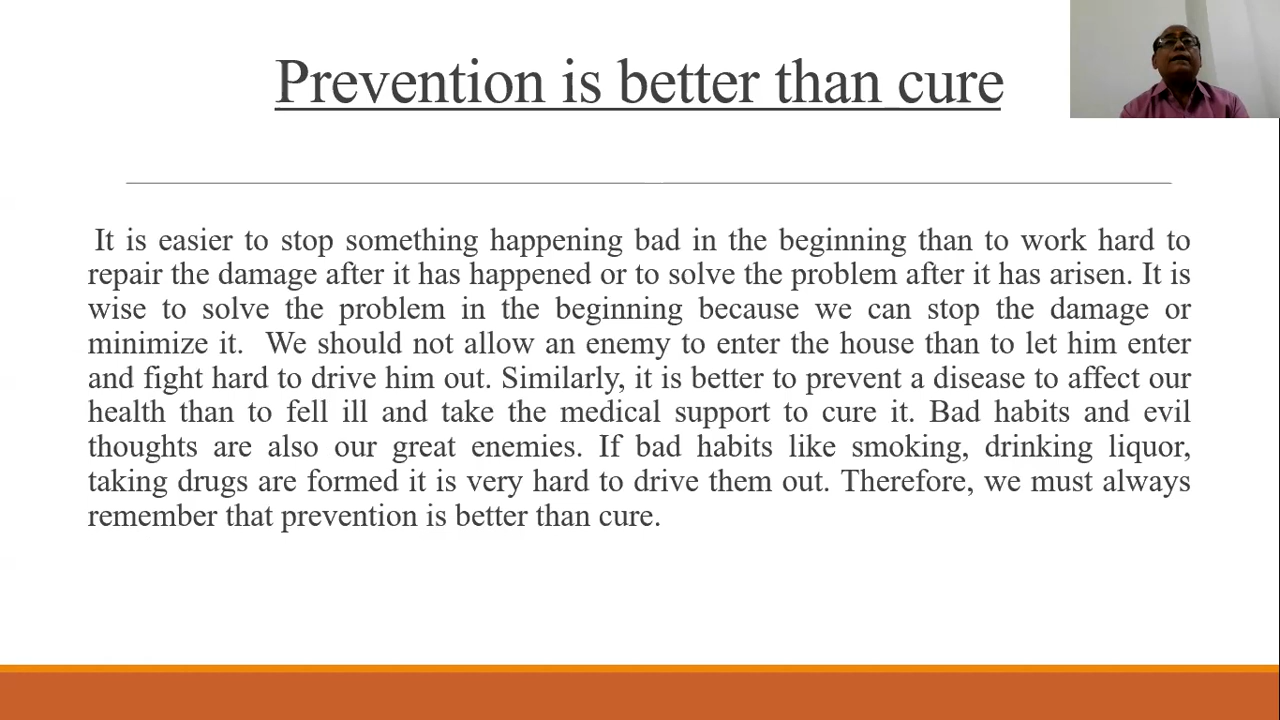 Prevention is better than cure
It is easier to stop something happening bad in the beginning than to work hard to
repair the damage after it has happened or to solve the problem after it has arisen. It is
wise to solve the problem in the beginning because we can stop the damage or
minimize it.  We should not allow an enemy to enter the house than to let him enter
and fight hard to drive him out. Similarly, it is better to prevent a disease to affect our
health than to fell ill and take the medical support to cure it. Bad habits and evil
thoughts are also our great enemies. If bad habits like smoking, drinking liquor,
taking drugs are formed it is very hard to drive them out. Therefore, we must always
remember that prevention is better than cure.